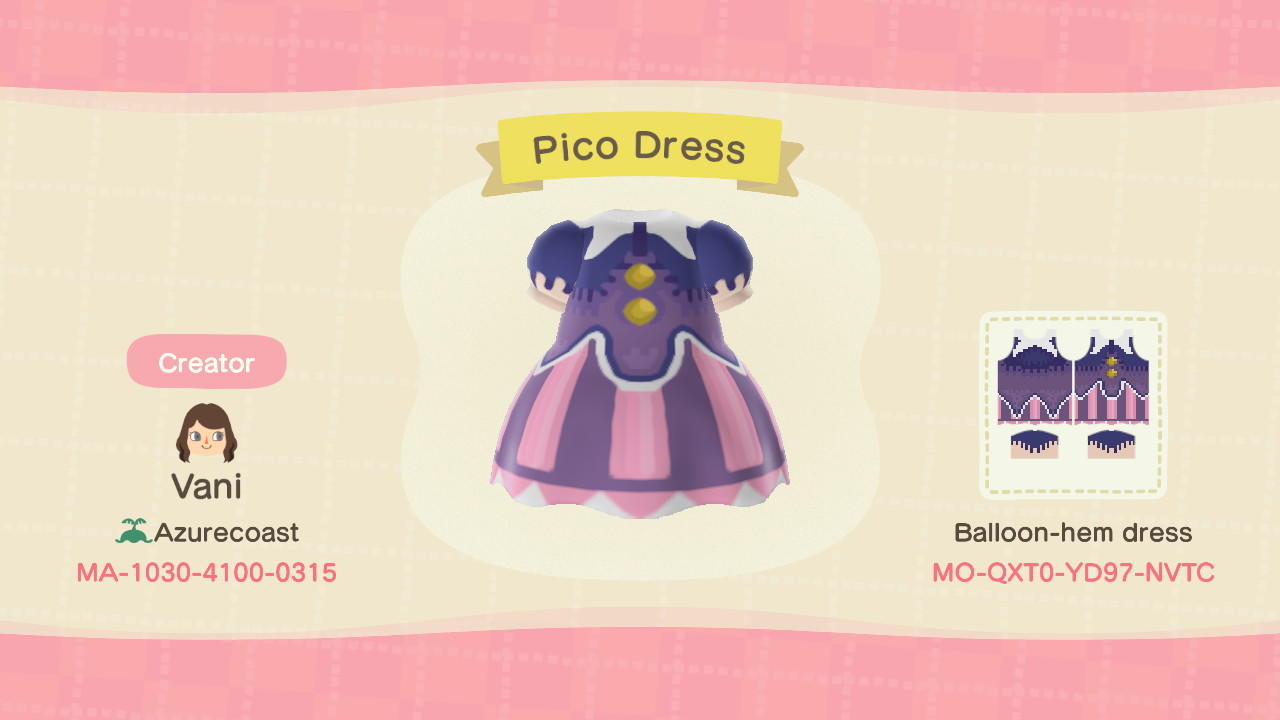 Pico Dress
Creator
Vani
Azurecoast
MA-1030-4100-0315
Balloon-hem dress
MO-QXT0-YD97-NVTC